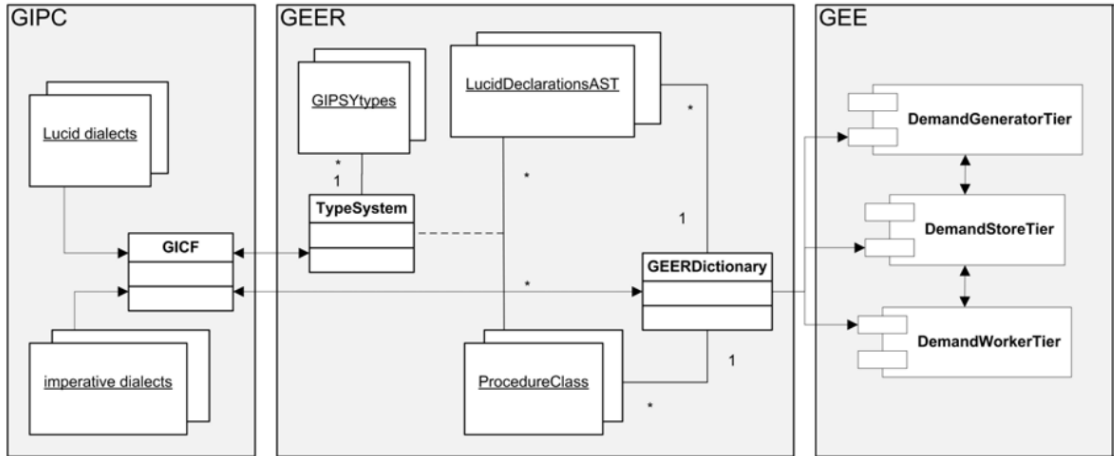 GIPC
GEER
GEE
Lucid dialects
GICF
imperative dialects
GIPSYtypes
*
1
TypeSystem
LucidDeclarationsAST
*
*
1
*
GEERDictionary
1
ProcedureClass
*
DemandGeneratorTier
DemandStoreTier
DemandWorkerTier